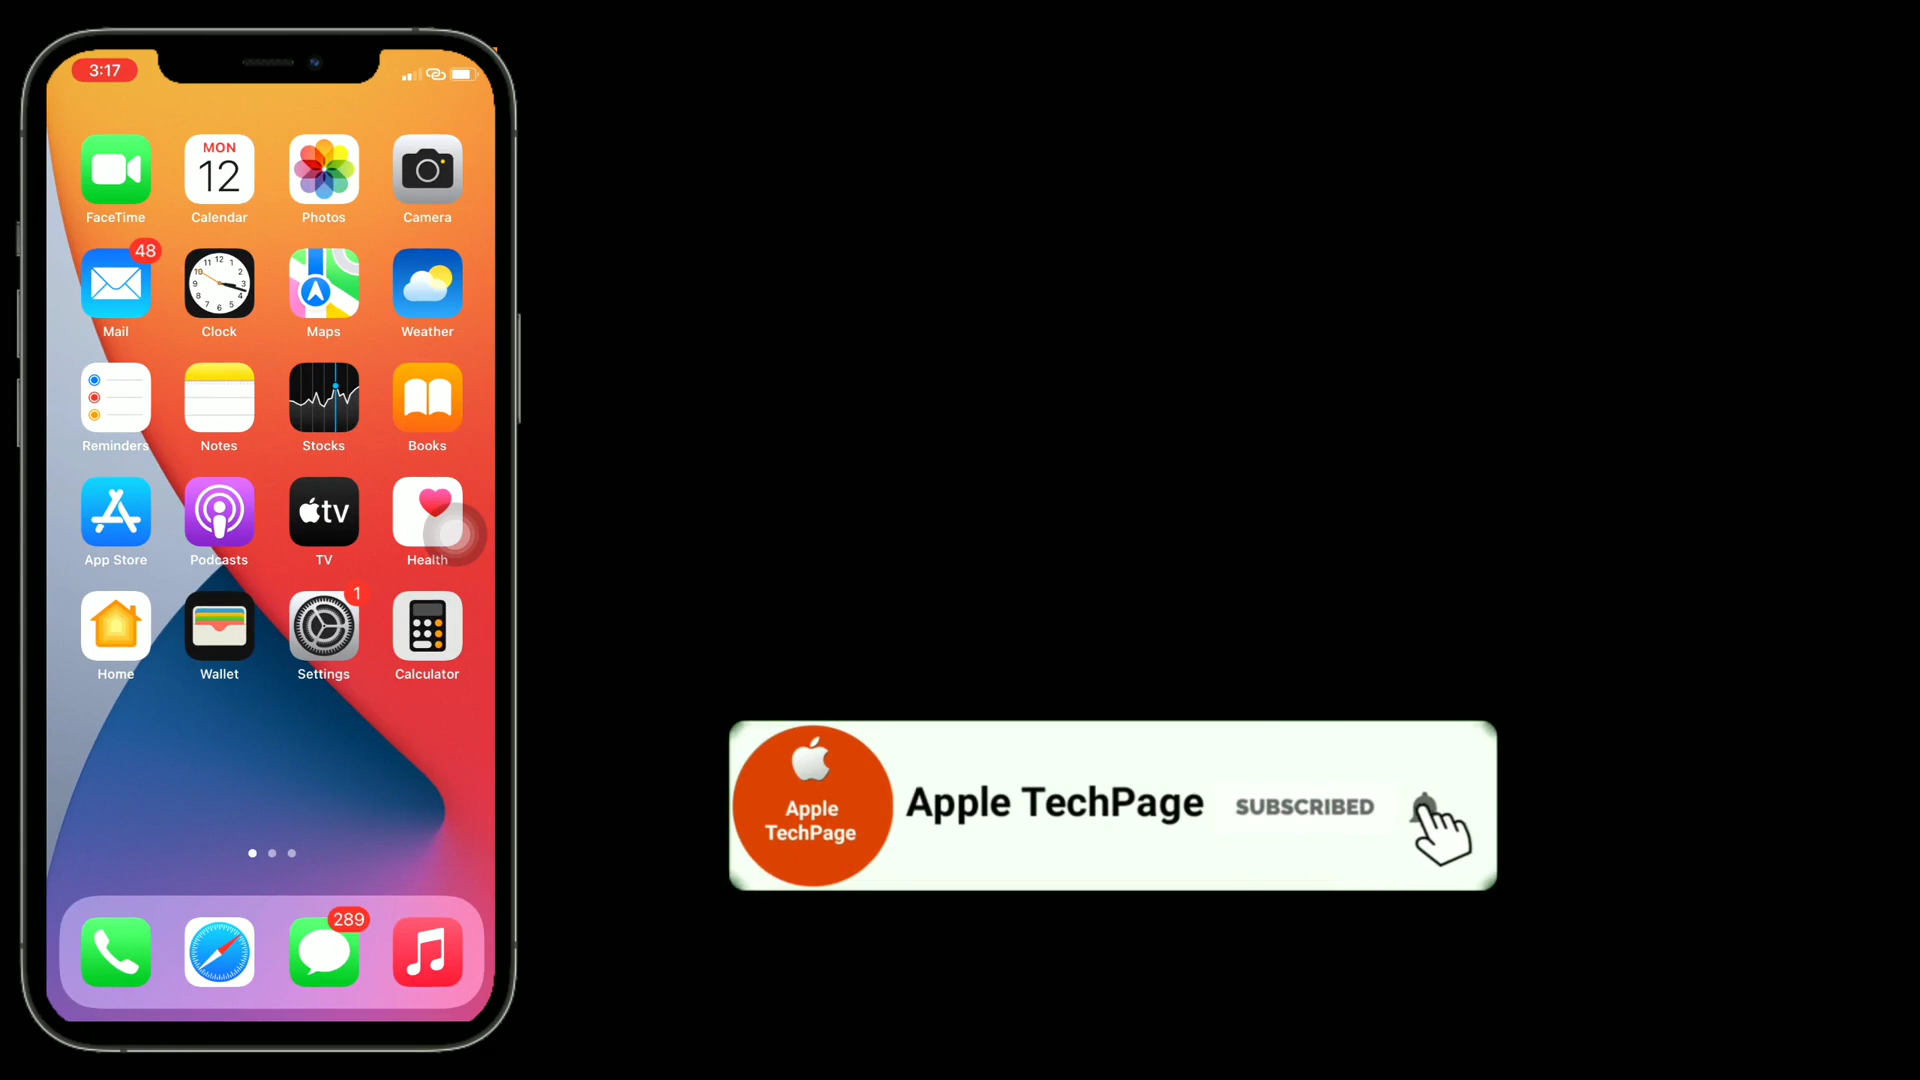 3:17
MON
12
FaceTime
Calendar
Photos
Camera
48
Mail
Clock
Maps
Weather
Reminders
Notes
Stocks
Books
tv
App Store
Podcasts
TV
Health
1
Home
Wallet
Settings
Calculator
289
Apple
TechPage
Apple TechPage
SUBSCRIBED